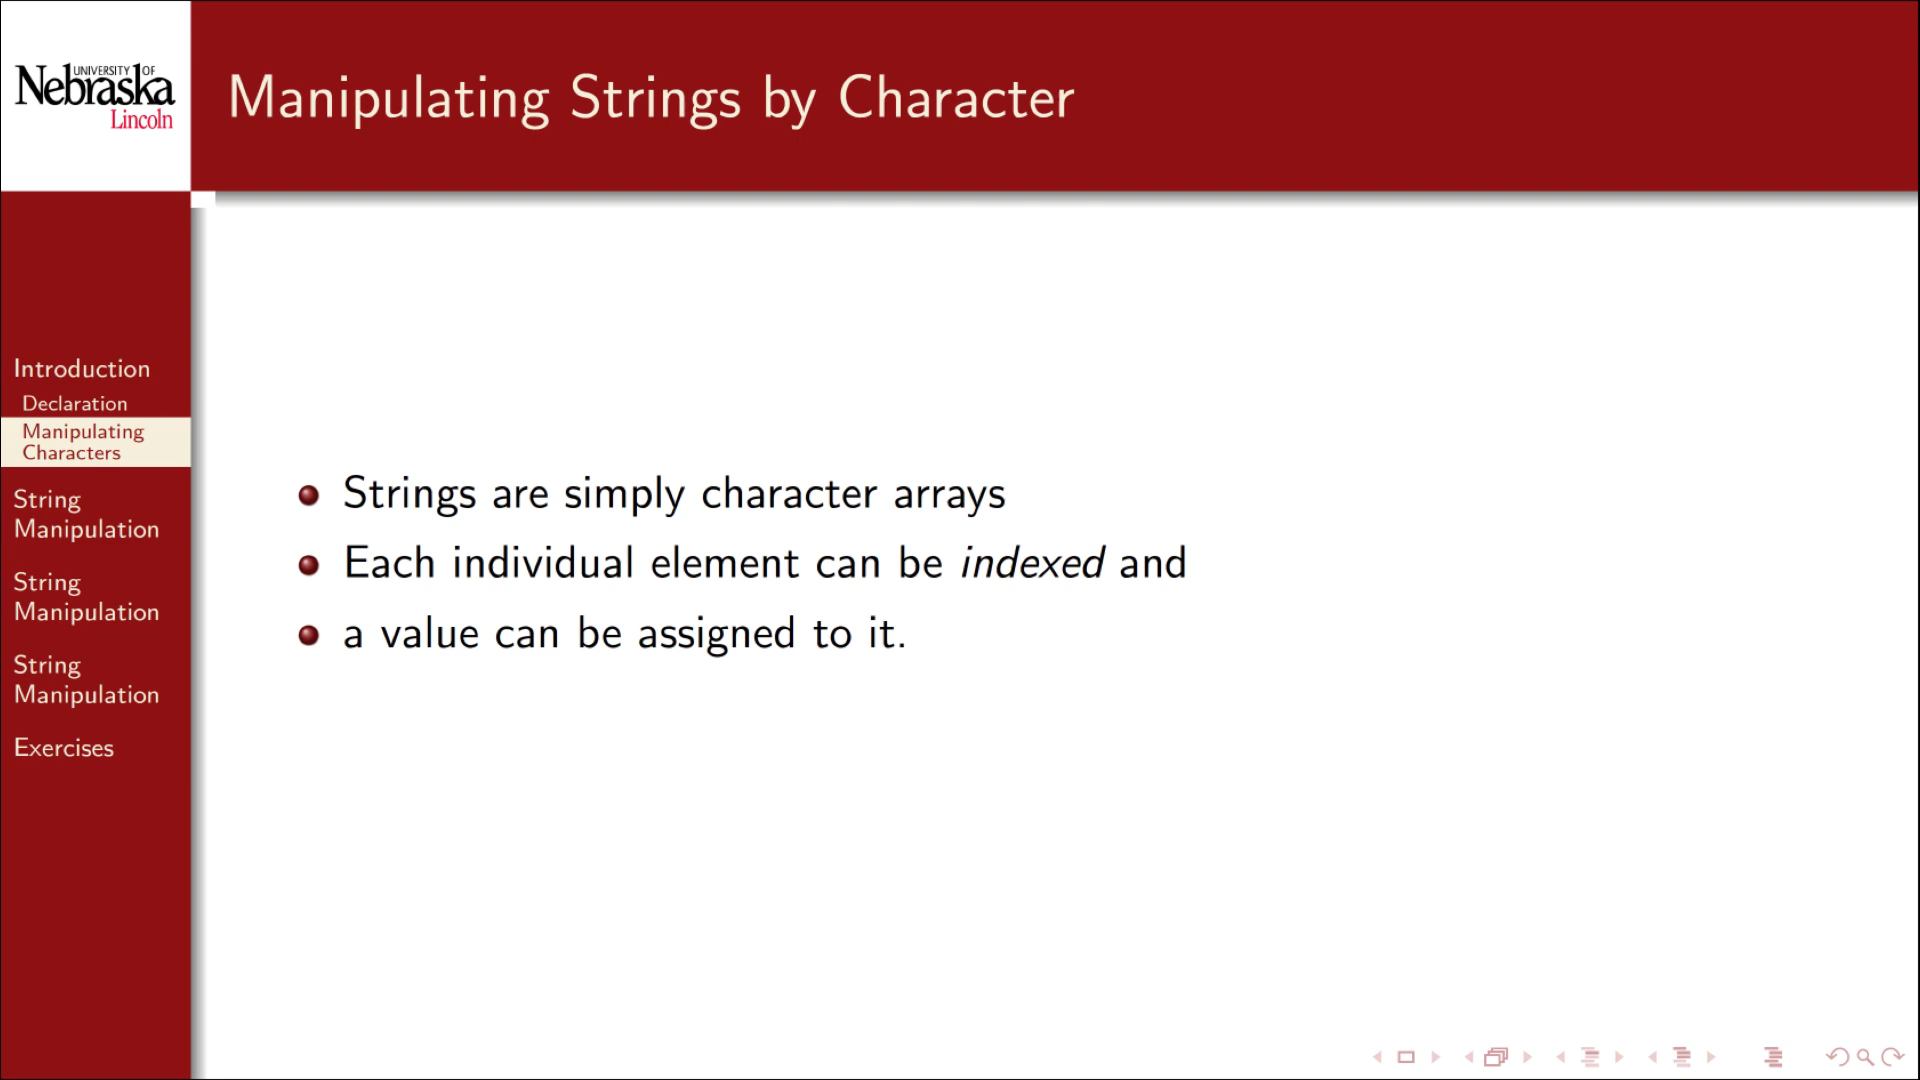 UNIVERSITY OF
Nebraska
Lincoln
Manipulating Strings by Character
Introduction
Declaration
Manipulating
Characters
String
Manipulation
String
Manipulation
String
Manipulation
Exercises
Strings are simply character arrays
Each individual element can be indexed and
a value can be assigned to it.